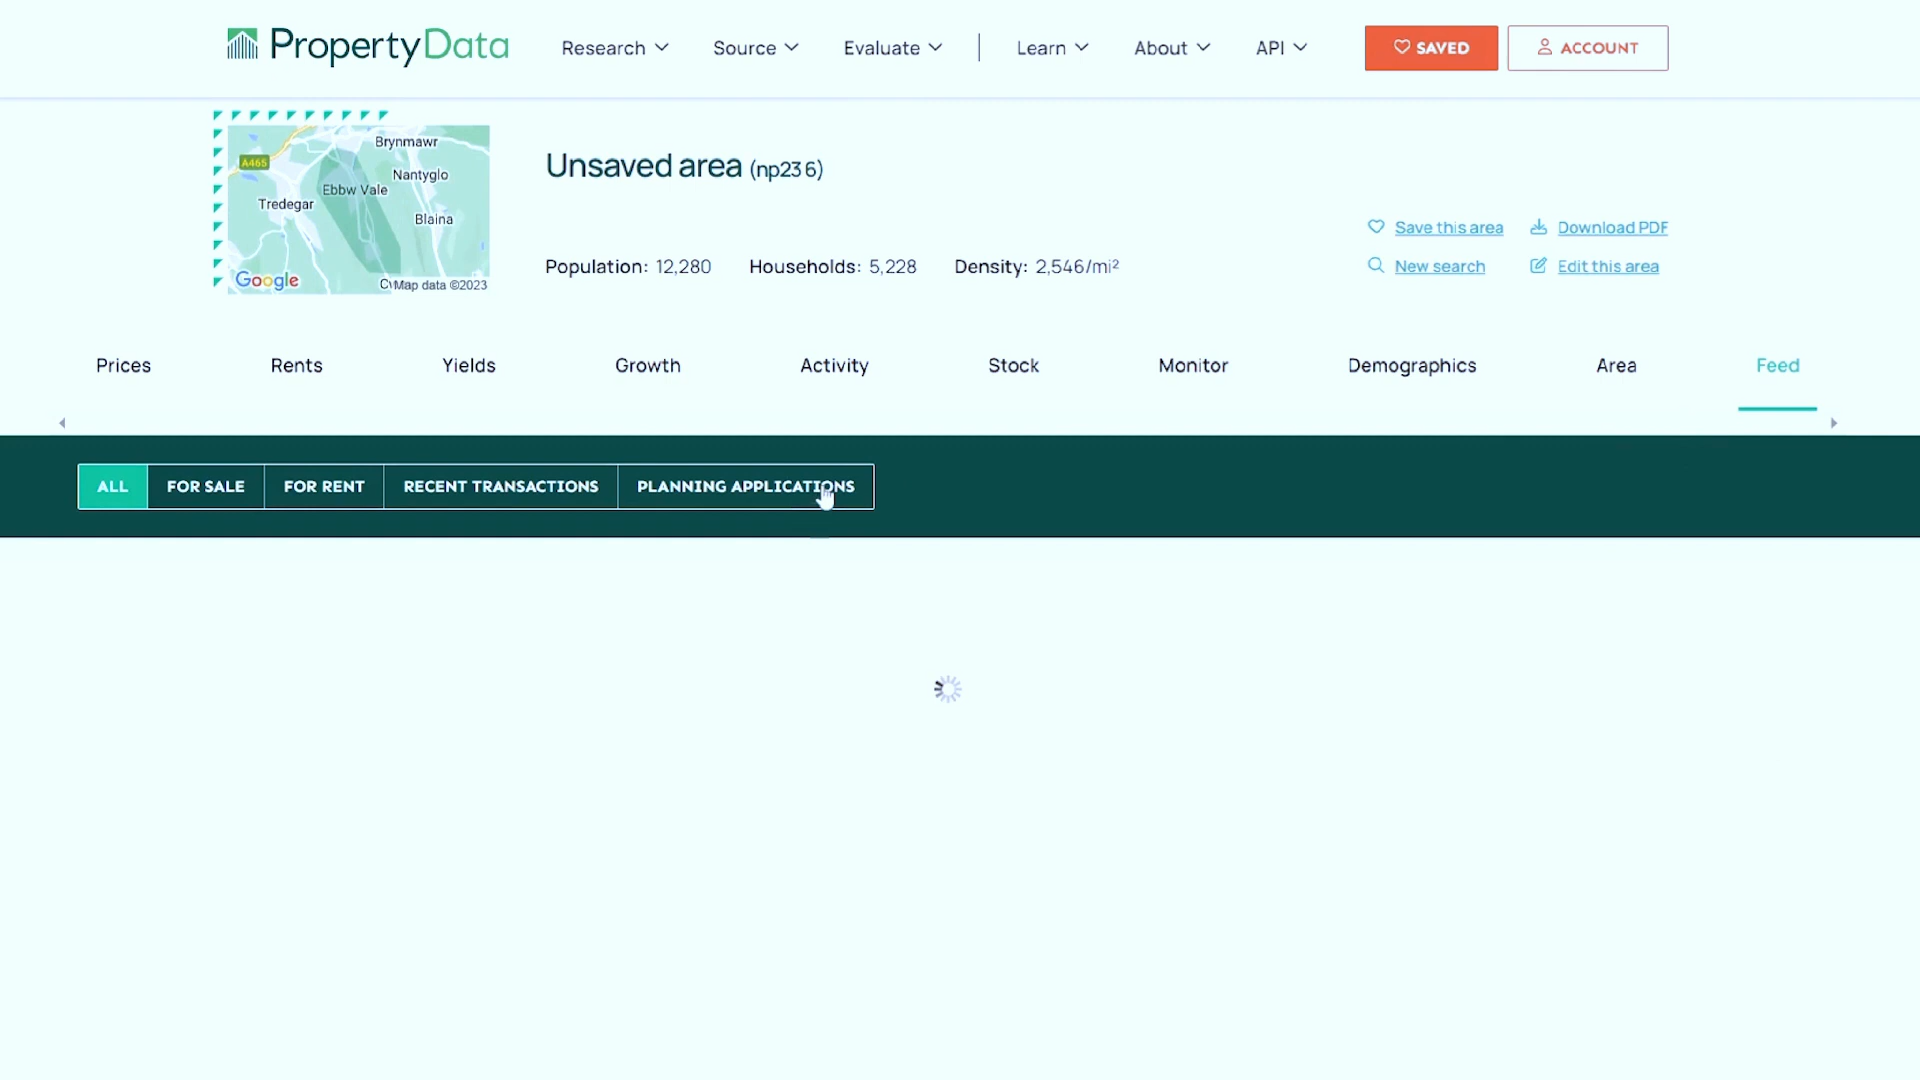 PropertyData
Research
Source
Evaluate
Learn
About
API
SAVED
ACCOUNT
Brynmawr
A465
Nantyglo
Ebbw Vale
Tredegar
Blaina
Google
Map data ©2023
Unsaved area (np23 6)
Population: 12,280 Households: 5,228 Density: 2,546/mi²
Save this area
Download PDF
New search
Edit this area
Prices
Rents
Yields
Growth
Activity
Stock
Monitor
Demographics
Area
Feed
ALL
FOR SALE
FOR RENT
RECENT TRANSACTIONS
PLANNING APPLICATIONS